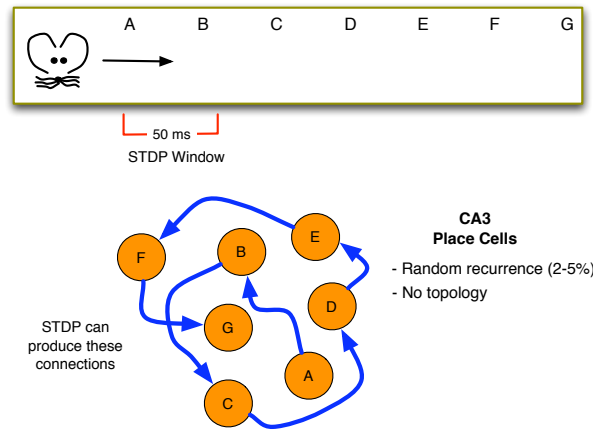 A B C D E F G
50 ms
STDP Window
CA3
Place Cells
- Random recurrence (2-5%)
- No topology
E
B
F
D
G
STDP can
produce these
connections
A
C